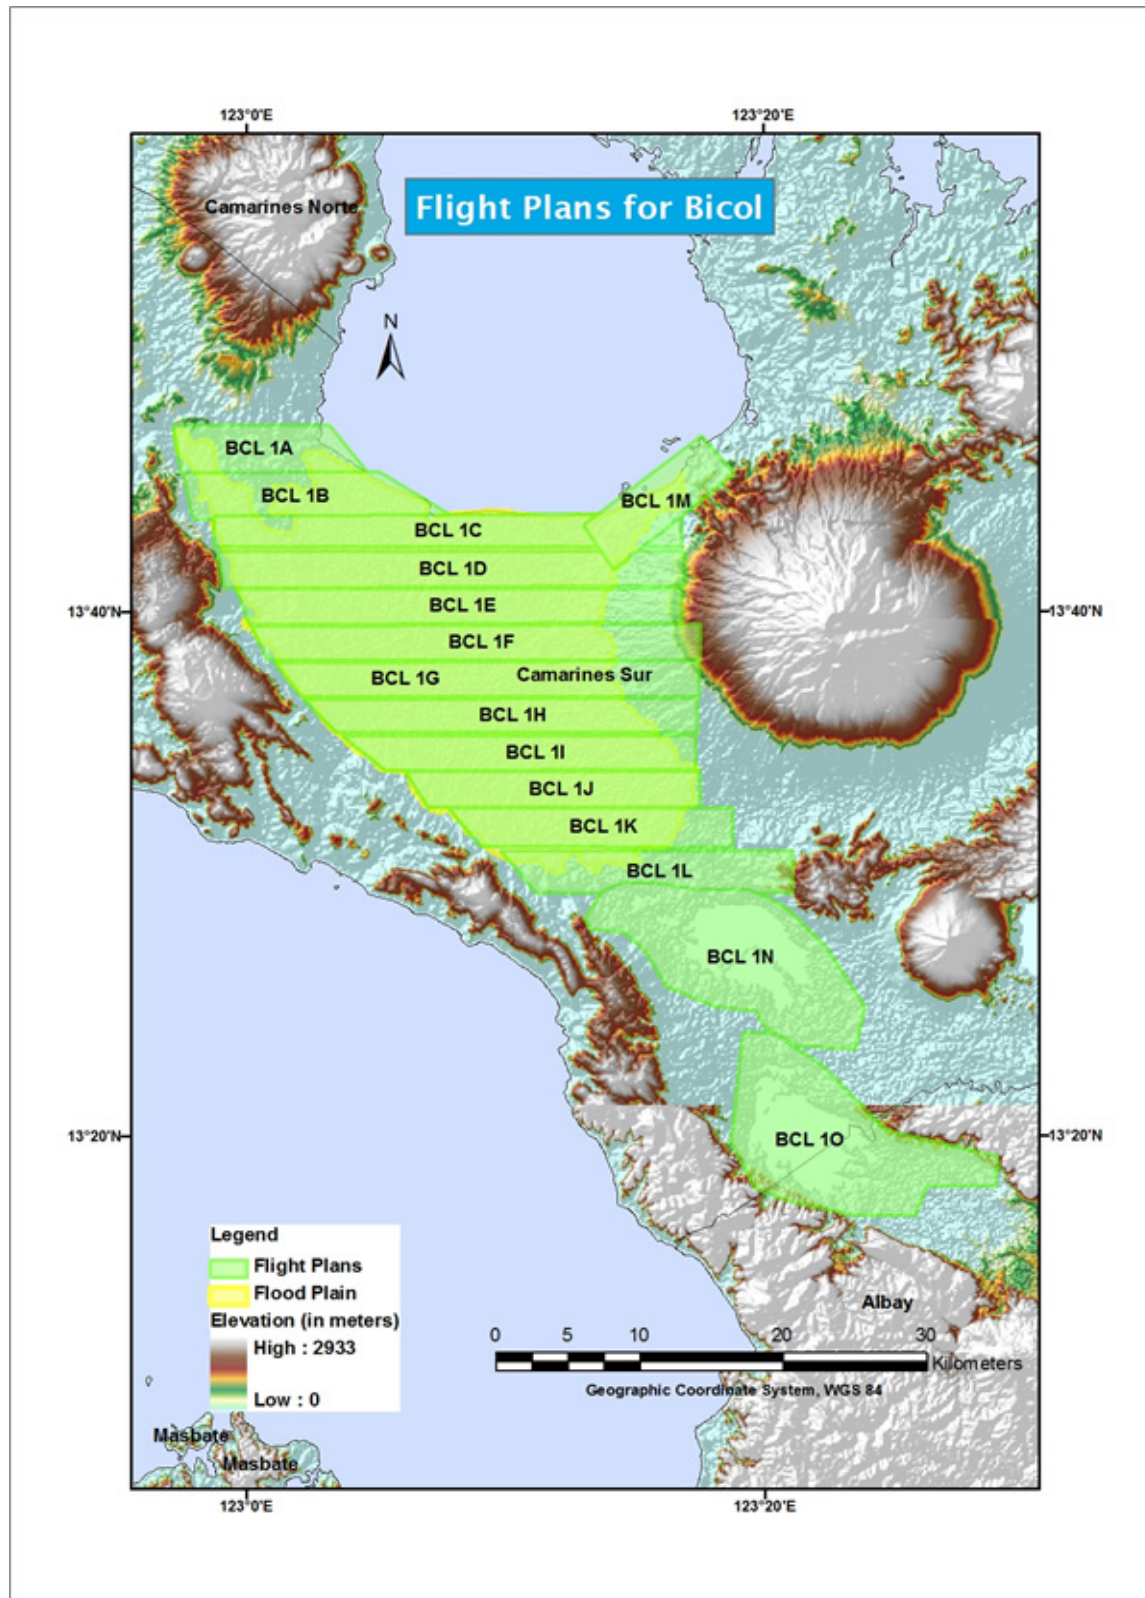 123°0'E 123°20'E
Camarines Norte
Flight Plans for Bicol
N
BCL 1A
BCL 1B
BCL 1M
BCL 1C
BCL 1D
BCL 1E
13°40'N 13°40'N
BCL 1F
BCL 1G
Camarines Sur
BCL 1H
BCL 1I
BCL 1J
BCL 1K
BCL 1L
BCL 1N
BCL 1O
13°20'N 13°20'N
Legend
Flight Plans
Flood Plain
Elevation (in meters)
High : 2933
Low : 0
Albay
0 5 10 20 30
Kilometers
Geographic Coordinate System, WGS 84
Masbate
Masbate
123°0'E 123°20'E